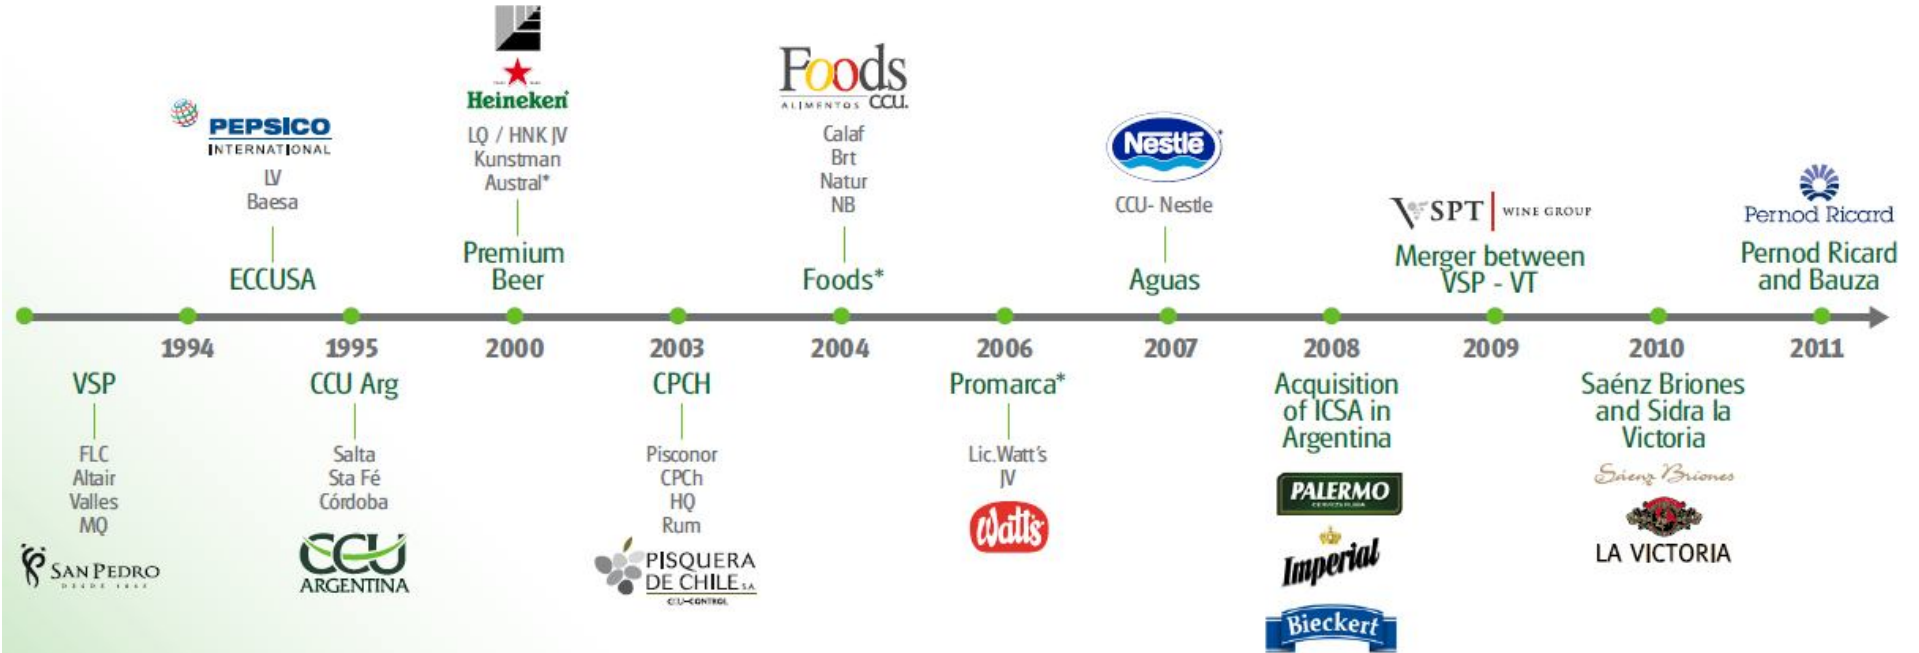 PEPSICO
INTERNATIONAL
LV
Baesa
ECCUSA
Heineken
LQ / HNK JV
Kunstman
Austral*
Premium
Beer
Foods
ALIMENTOS CCU.
Calaf
Brt
Natur
NB
Foods*
Nestlé
CCU- Nestle
Aguas
VSPT WINE GROUP
Merger between
VSP - VT
Pernod Ricard
Pernod Ricard
and Bauza
1994
1995
2000
2003
2004
2006
2007
2008
2009
2010
2011
VSP
FLC
Altair
Valles
MQ
SAN PEDRO
CCU Arg
Salta
Sta Fé
Córdoba
CCU
ARGENTINA
CPCH
Pisconor
CPCh
HQ
Rum
PISQUERA
DE CHILE S.A.
CCU-CONTROL
Promarca*
Lic.Watt's
JV
Watt's
Acquisition
of ICSA in
Argentina
PALERMO
Imperial
Bieckert
Saénz Briones
and Sidra la
Victoria
Sáenz Briones
LA VICTORIA